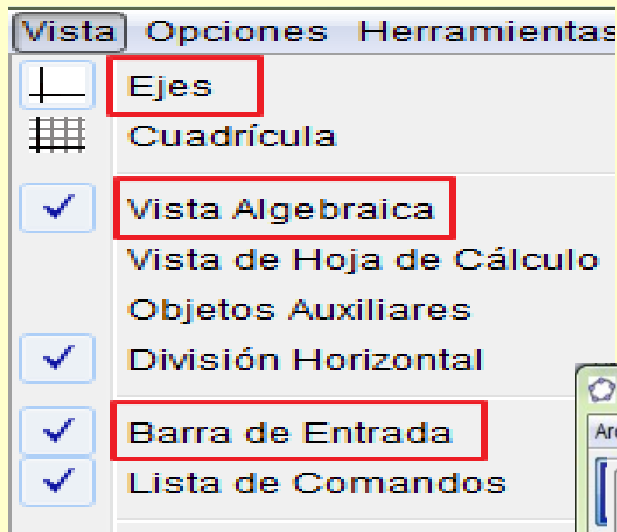 Vista Opciones Herramientas
Ejes
Cuadrícula
Vista Algebraica
Vista de Hoja de Cálculo
Objetos Auxiliares
División Horizontal
Barra de Entrada
Lista de Comandos
Ar